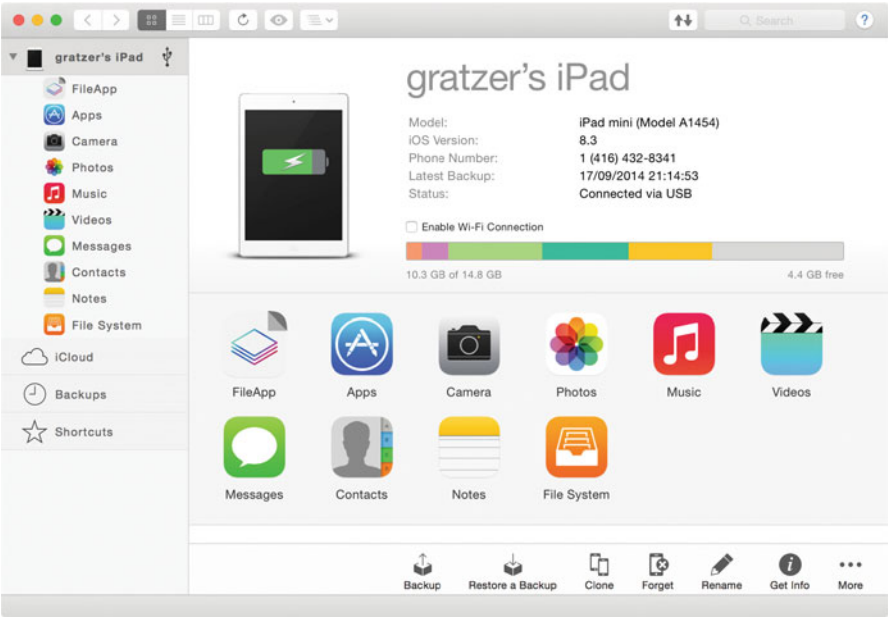 Search
?
gratzer's iPad
FileApp
Apps
Camera
Photos
Music
Videos
Messages
Contacts
Notes
File System
iCloud
Backups
Shortcuts
gratzer's iPad
Model: iPad mini (Model A1454)
iOS Version: 8.3
Phone Number: 1 (416) 432-8341
Latest Backup: 17/09/2014 21:14:53
Status: Connected via USB
Enable Wi-Fi Connection
10.3 GB of 14.8 GB 4.4 GB free
FileApp Apps Camera Photos Music Videos
Messages Contacts Notes File System
Backup Restore a Backup Clone Forget Rename Get Info More